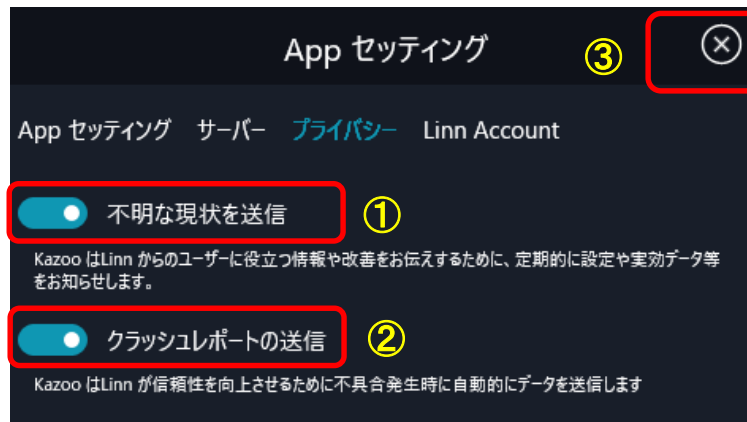 App セッティング ③
App セッティング サーバー プライバシー Linn Account
不明な現状を送信 ①
Kazoo はLinn からのユーザーに役立つ情報や改善をお伝えするために、定期的に設定や実効データ等
をお知らせします。
クラッシュレポートの送信 ②
Kazoo はLinn が信頼性を向上させるために不具合発生時に自動的にデータを送信します